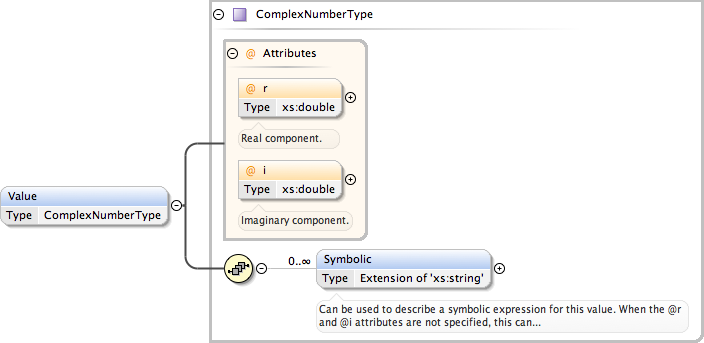 ComplexNumberType
@ Attributes
@ r
Type xs:double
Real component.
@ i
Type xs:double
Imaginary component.
Value
Type ComplexNumberType
0..∞
Symbolic
Type Extension of 'xs:string'
Can be used to describe a symbolic expression for this value. When the @r
and @i attributes are not specified, this can...